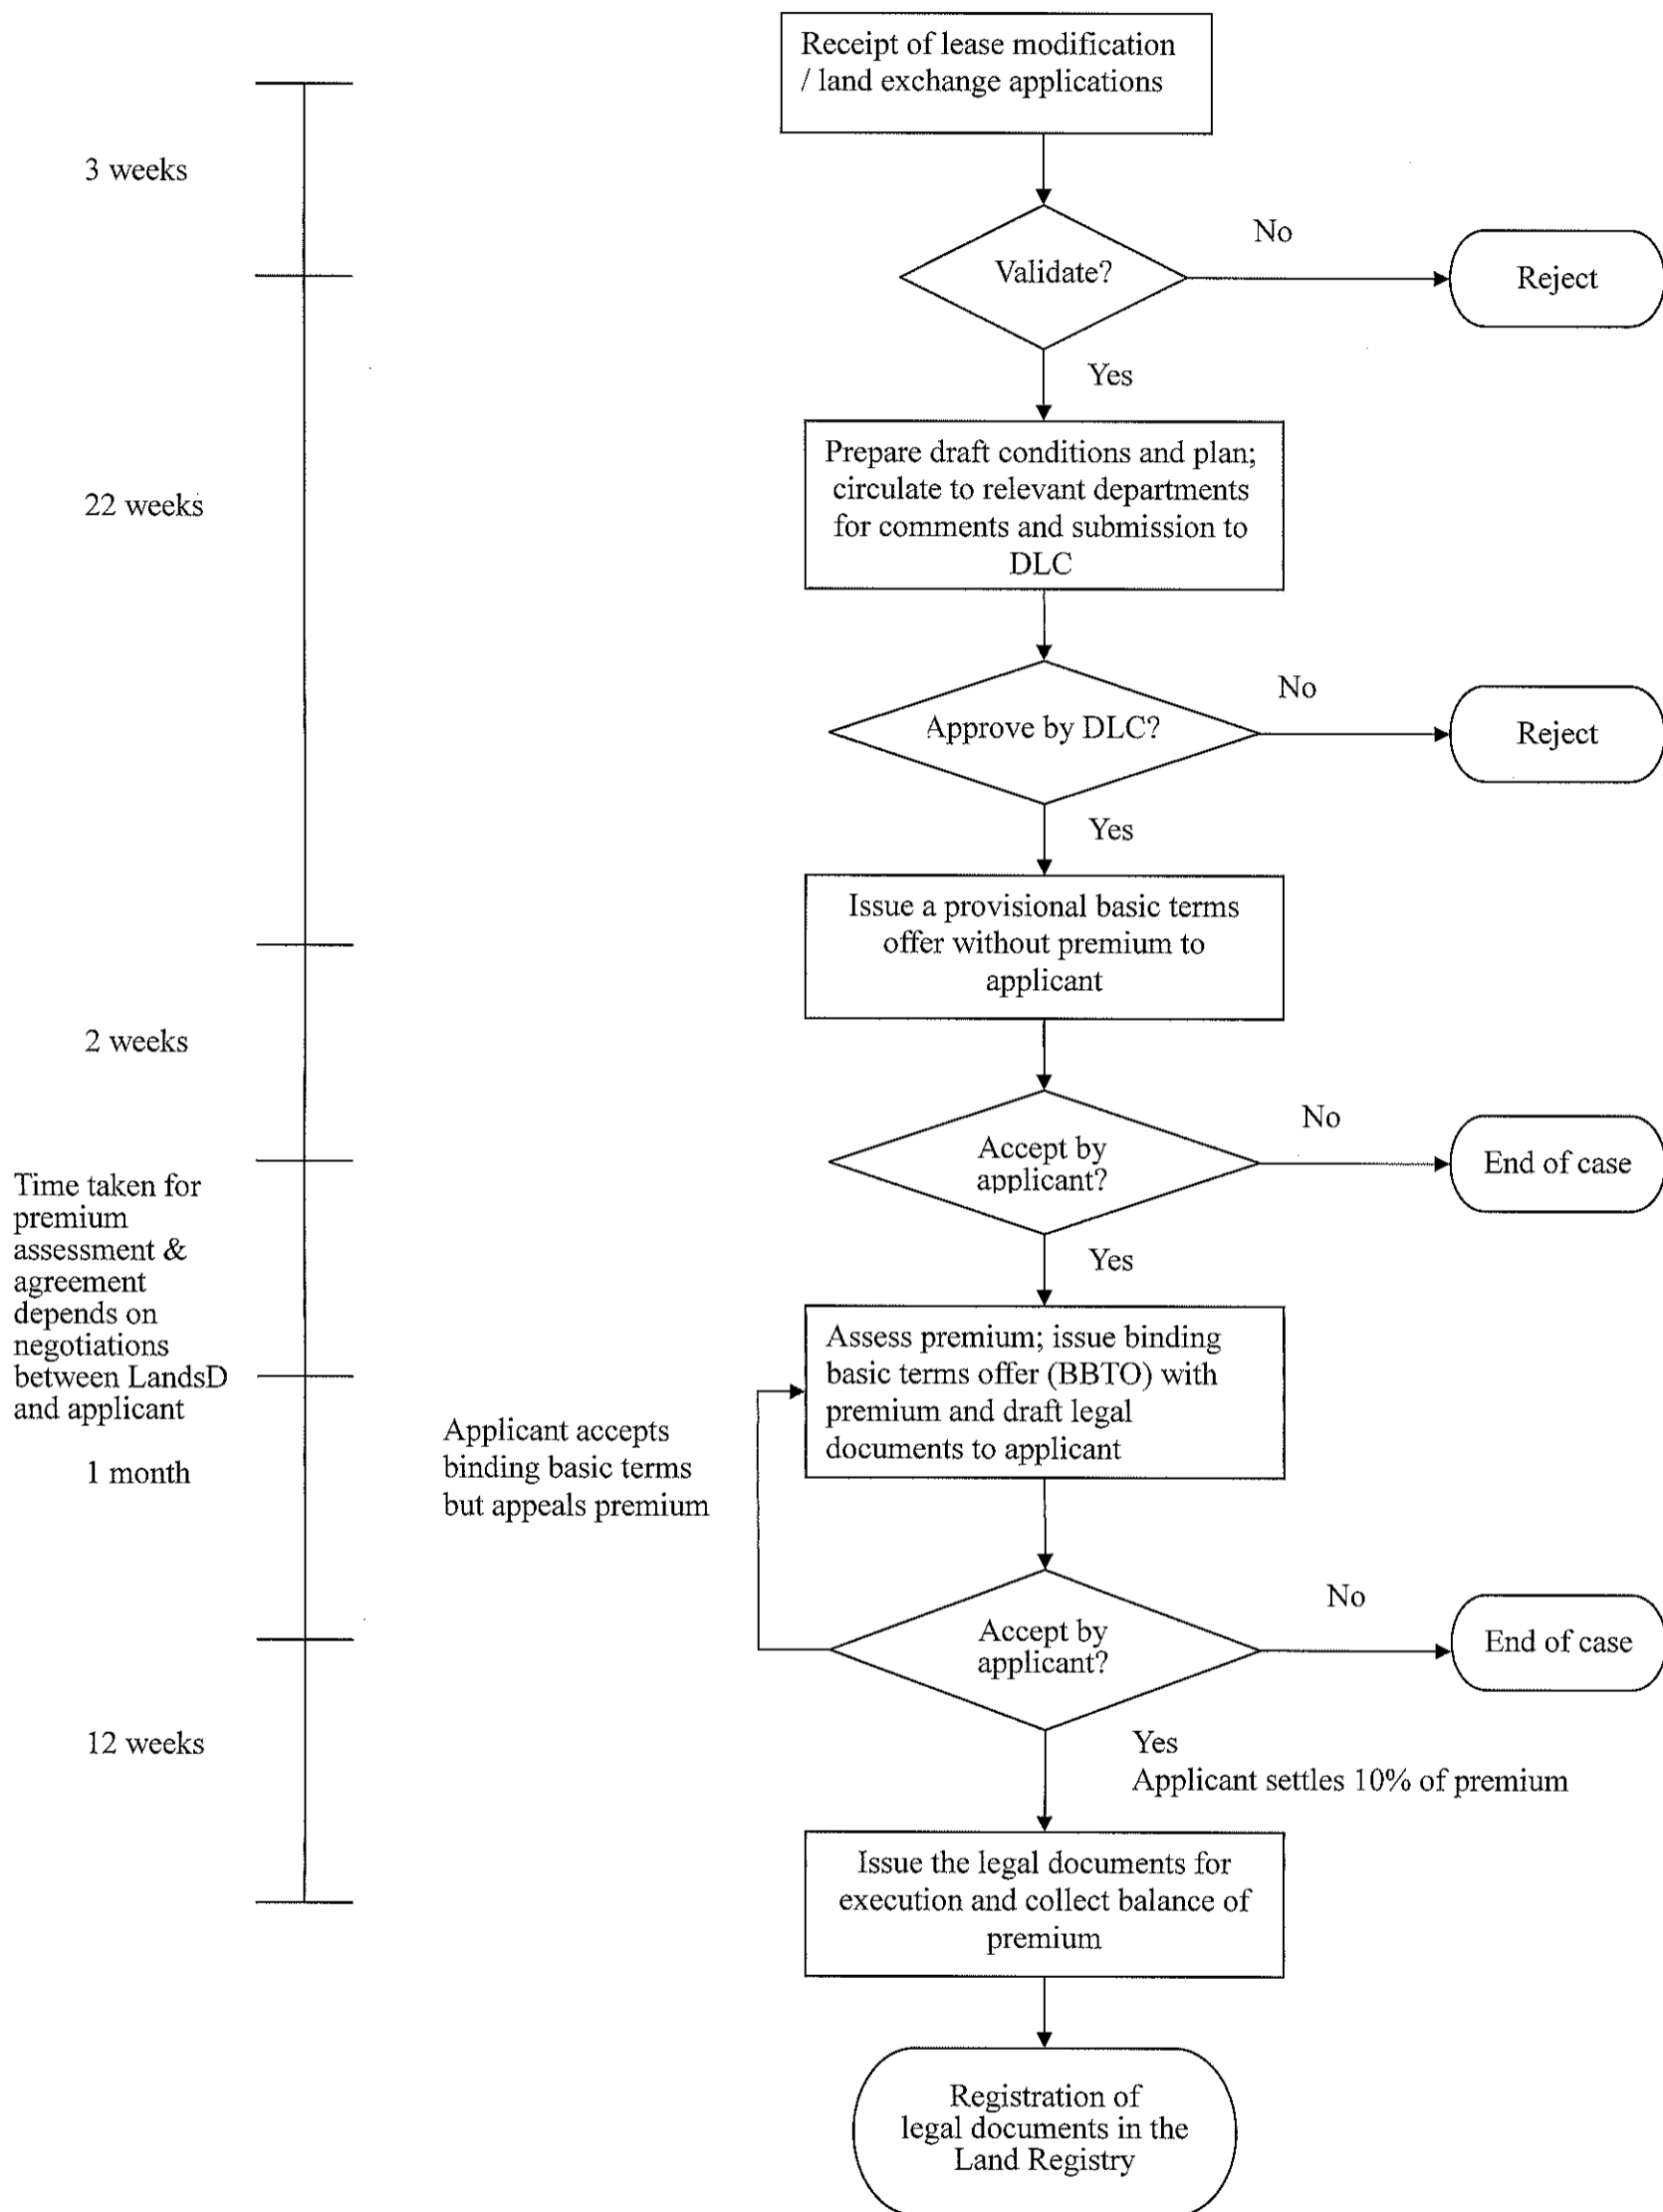 Receipt of lease modification
/ land exchange applications
3 weeks
No
Validate?
Reject
Yes
Prepare draft conditions and plan;
circulate to relevant departments
for comments and submission to
DLC
22 weeks
No
Approve by DLC?
Reject
Yes
Issue a provisional basic terms
offer without premium to
applicant
2 weeks
No
Accept by
applicant?
End of case
Time taken for
premium
assessment &
agreement
depends on
negotiations
between LandsD
and applicant
Yes
Assess premium; issue binding
basic terms offer (BBTO) with
premium and draft legal
documents to applicant
Applicant accepts
binding basic terms
but appeals premium
1 month
No
Accept by
applicant?
End of case
12 weeks
Yes
Applicant settles 10% of premium
Issue the legal documents for
execution and collect balance of
premium
Registration of
legal documents in the
Land Registry